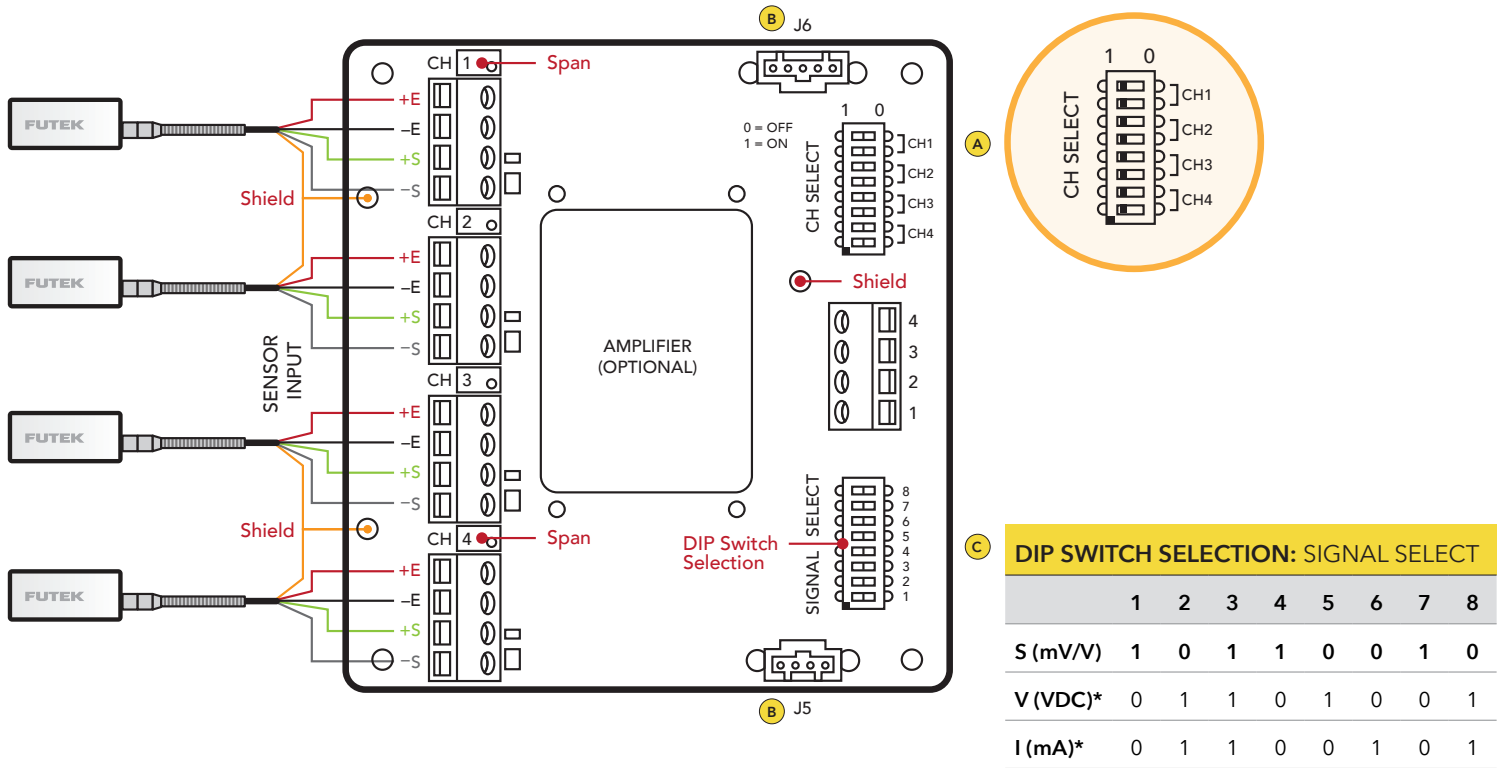 B J6
CH 1 Span
FUTEK
+E
−E
+S
−S
Shield
CH 2
FUTEK
+E
−E
+S
−S
SENSOR
INPUT
CH 3
FUTEK
+E
−E
+S
−S
Shield
CH 4 Span
FUTEK
+E
−E
+S
−S
AMPLIFIER
(OPTIONAL)
1 0
0 = OFF
1 = ON
CH SELECT
CH1
CH2
CH3
CH4
Shield
4
3
2
1
DIP Switch
Selection
SIGNAL SELECT
8
7
6
5
4
3
2
1
B J5
A
1 0
CH SELECT
CH1
CH2
CH3
CH4
C
DIP SWITCH SELECTION: SIGNAL SELECT
1 2 3 4 5 6 7 8
S (mV/V) 1 0 1 1 0 0 1 0
V (VDC)* 0 1 1 0 1 0 0 1
I (mA)* 0 1 1 0 0 1 0 1